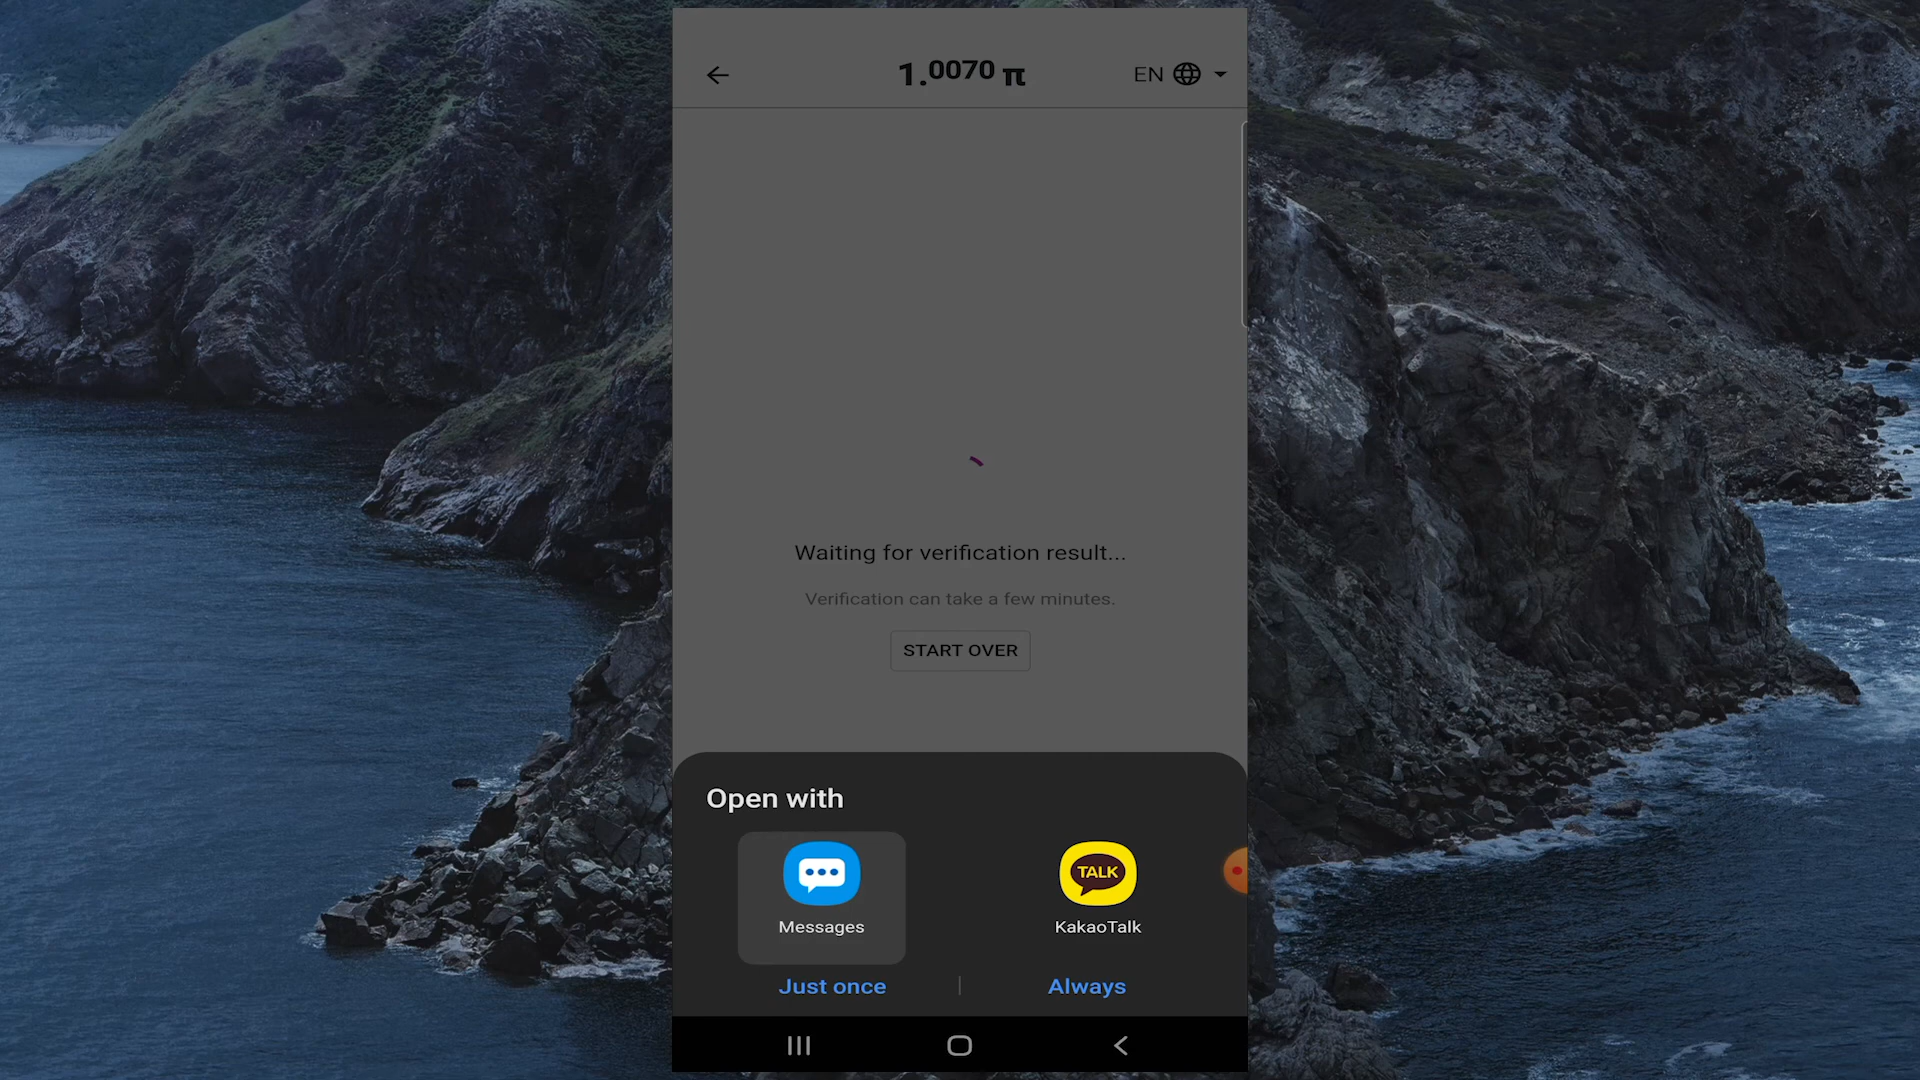 1.0070 π
EN
Waiting for verification result...
Verification can take a few minutes.
START OVER
Open with
TALK
Messages
KakaoTalk
Just once
Always